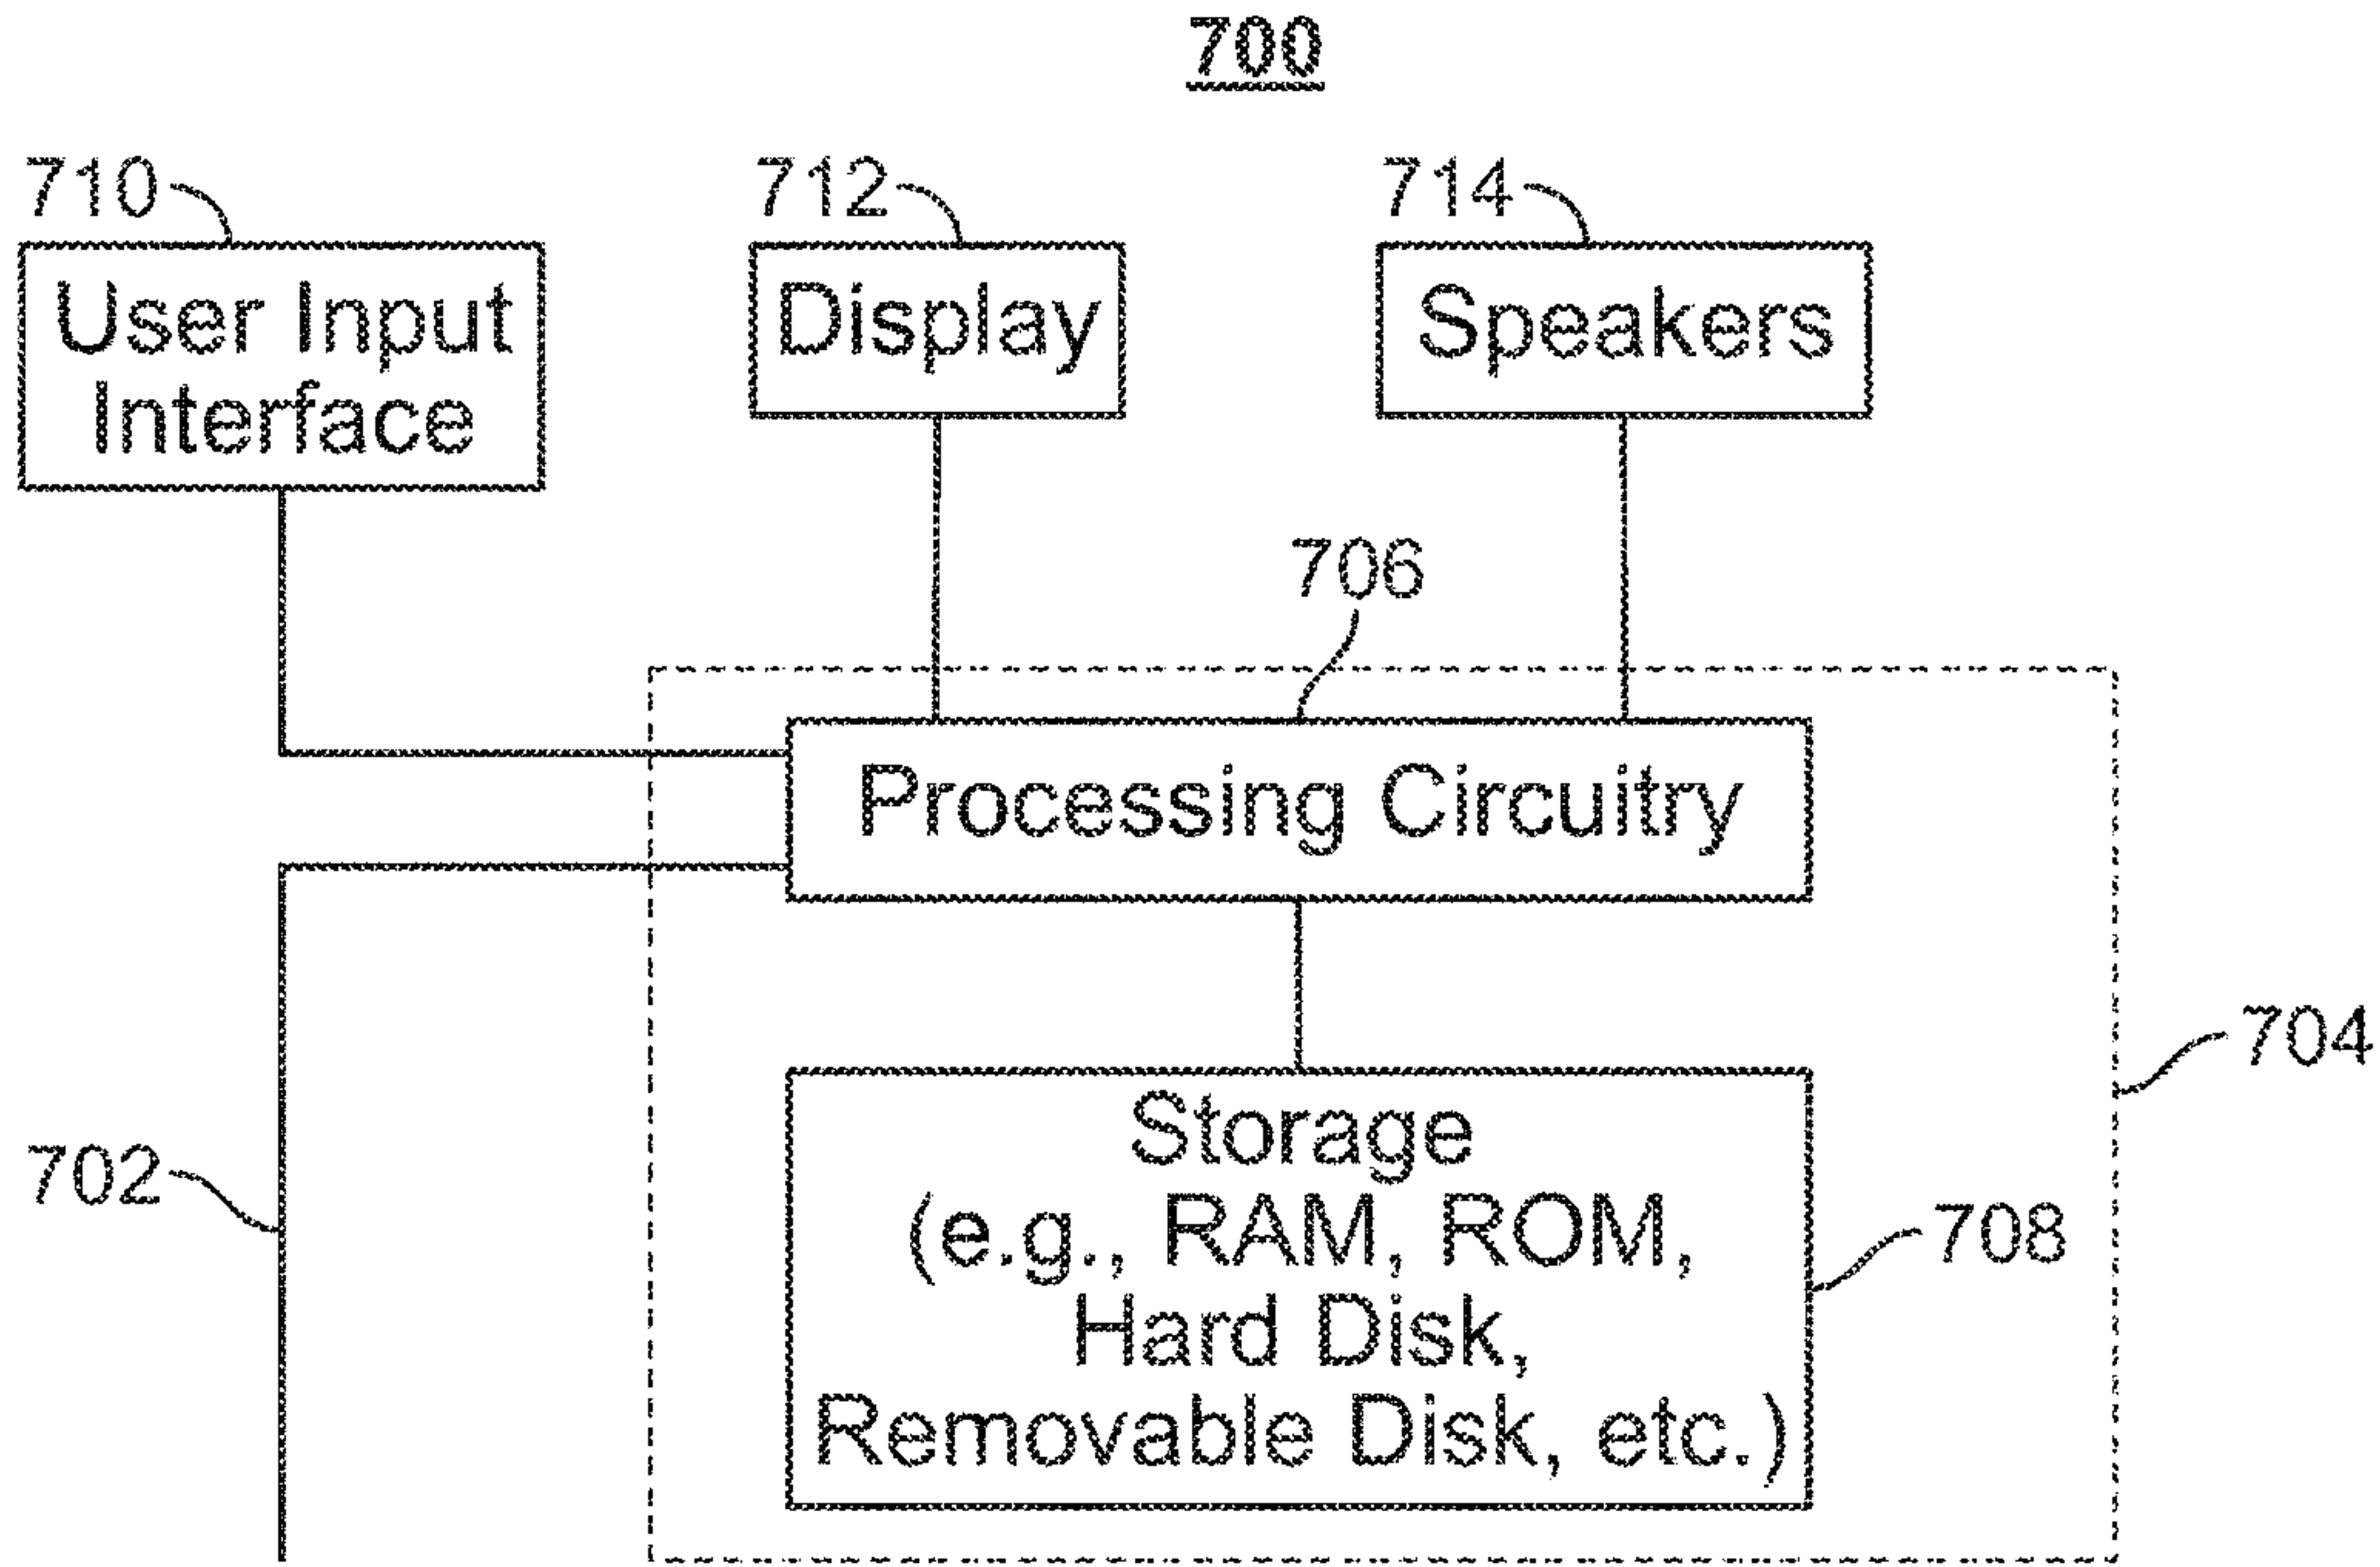 700
710
712
714
User Input
Interface
Display
Speakers
706
Processing Circuitry
704
702
Storage
(e.g., RAM, ROM,
Hard Disk,
Removable Disk, etc.)
708